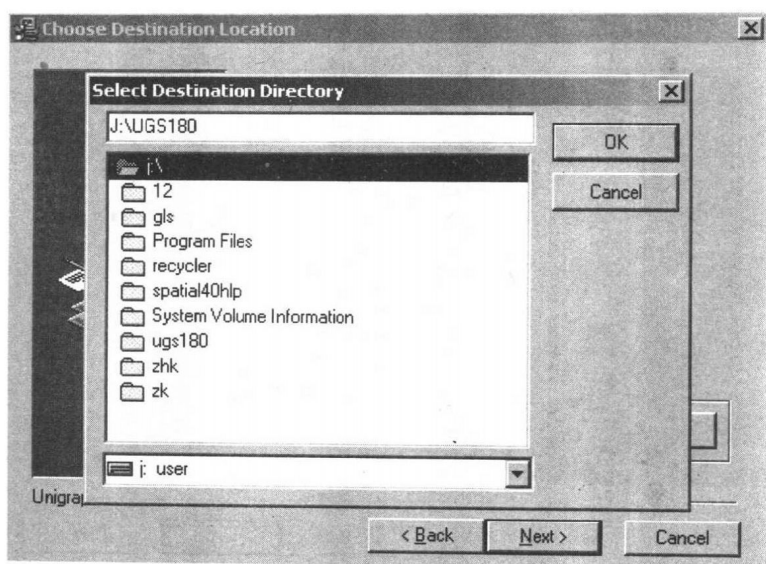 Choose Destination Location
Select Destination Directory
J:\UGS180
OK
j:\
Cancel
12
gls
Program Files
recycler
spatial40hlp
System Volume Information
ugs180
zhk
zk
j: user
Unigrap
< Back
Next >
Cancel